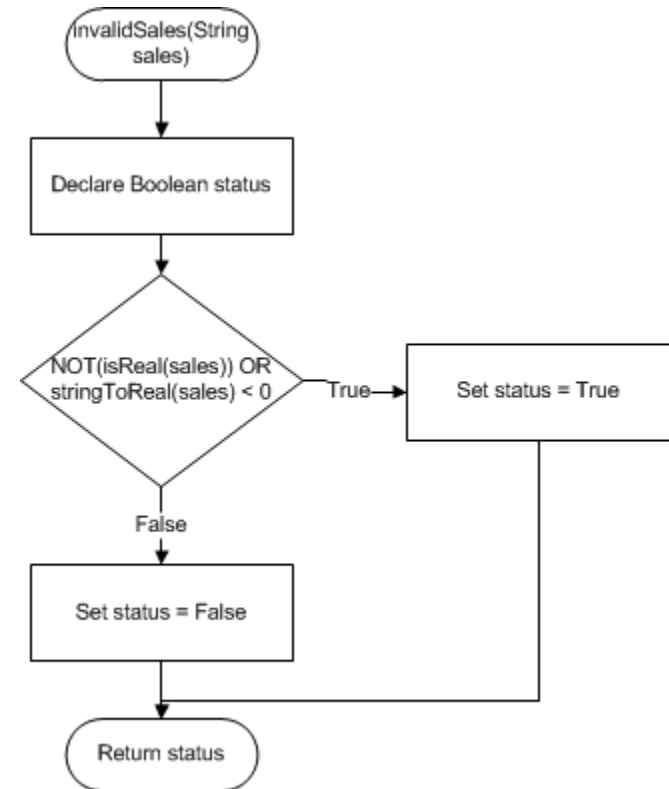 invalidSales(String
sales)
Declare Boolean status
NOT(isReal(sales)) OR
stringToReal(sales) < 0
True
Set status = True
False
Set status = False
Return status